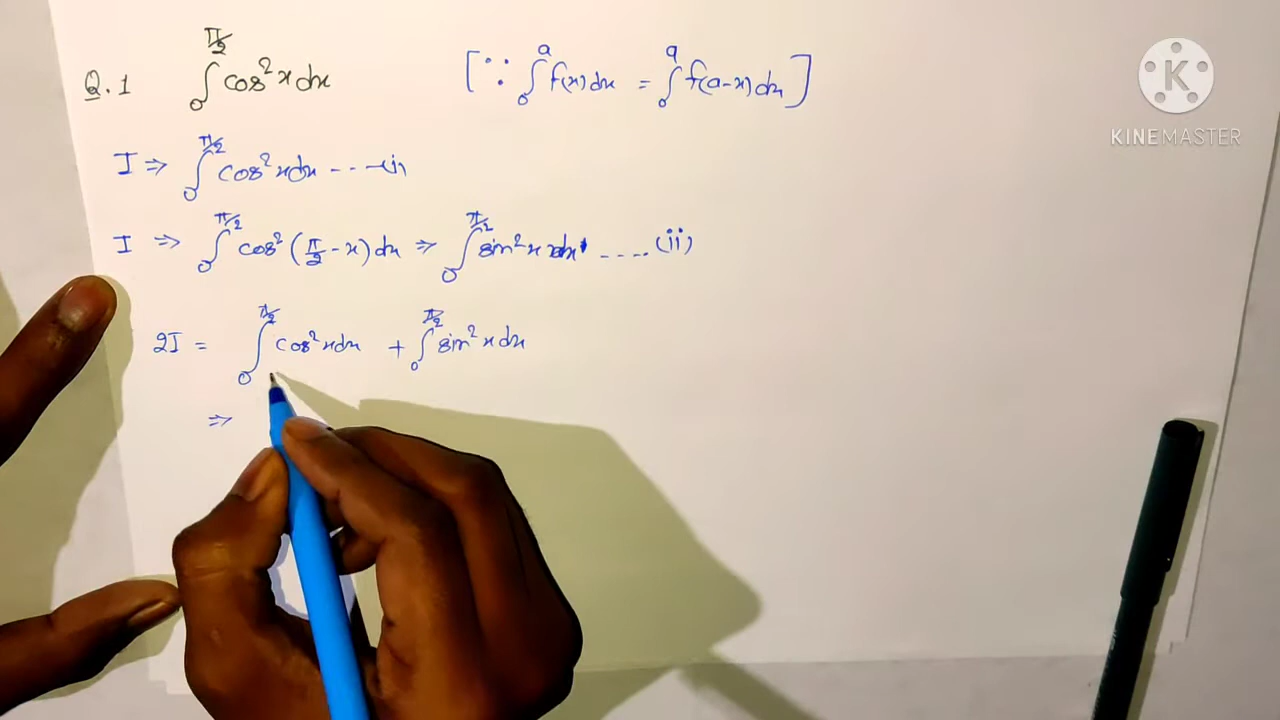 Q.1 ∫₀^{π/2} cos²x dx [∵ ∫₀^a f(x)dx = ∫₀^a f(a-x)dx]
I ⇒ ∫₀^{π/2} cos²x dx ---(i)
I ⇒ ∫₀^{π/2} cos²(π/2 - x)dx ⇒ ∫₀^{π/2} sin²x dx ....(ii)
2I = ∫₀^{π/2} cos²x dx + ∫₀^{π/2} sin²x dx
⇒
K
KINEMASTER